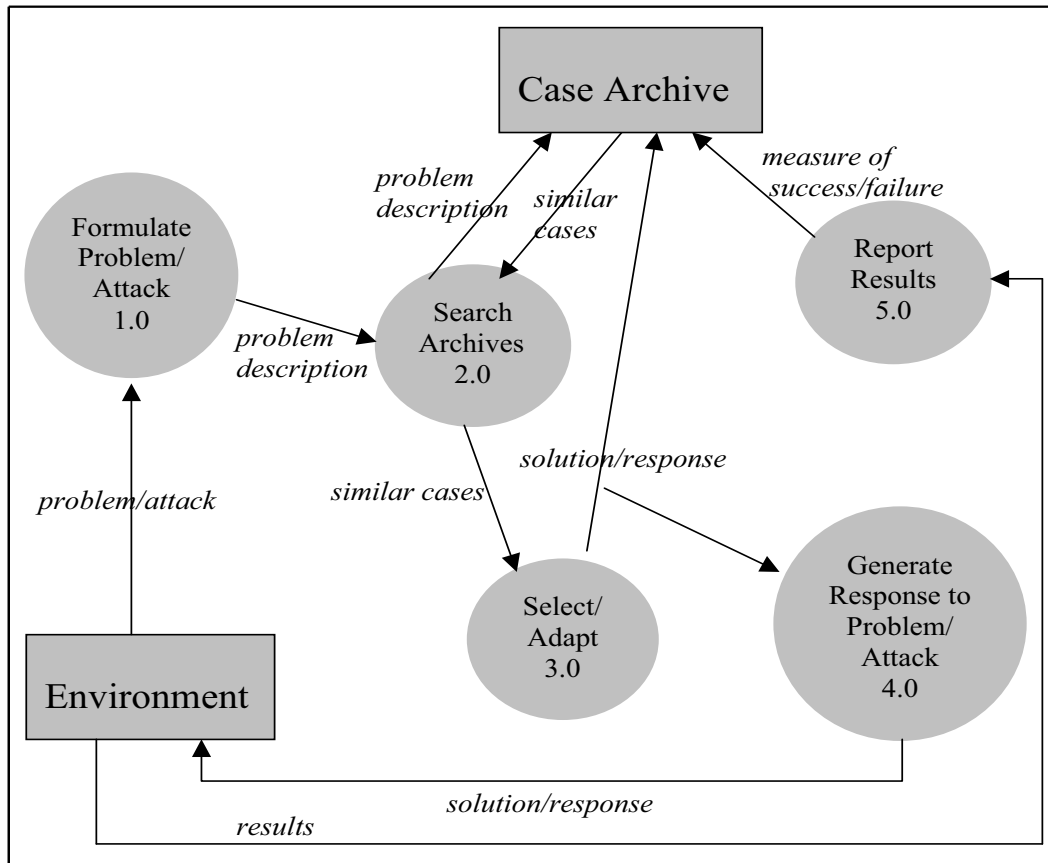 Case Archive
problem
description
similar
cases
measure of
success/failure
Formulate
Problem/
Attack
1.0
Search
Archives
2.0
Report
Results
5.0
problem
description
solution/response
similar cases
problem/attack
Select/
Adapt
3.0
Generate
Response to
Problem/
Attack
4.0
Environment
solution/response
results